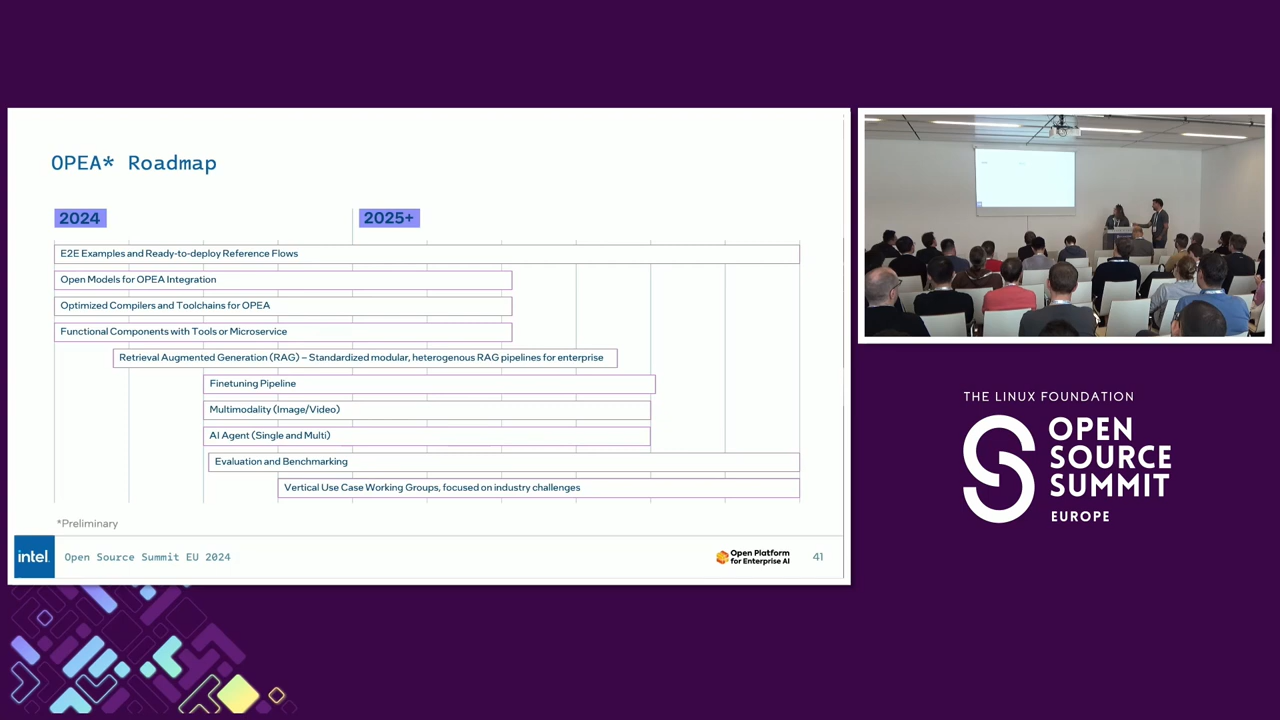 OPEA* Roadmap
2024
2025+
E2E Examples and Ready-to-deploy Reference Flows
Open Models for OPEA Integration
Optimized Compilers and Toolchains for OPEA
Functional Components with Tools or Microservice
Retrieval Augmented Generation (RAG) – Standardized modular, heterogenous RAG pipelines for enterprise
Finetuning Pipeline
Multimodality (Image/Video)
AI Agent (Single and Multi)
Evaluation and Benchmarking
Vertical Use Case Working Groups, focused on industry challenges
*Preliminary
intel
Open Source Summit EU 2024
Open Platform
for Enterprise AI
41
THE LINUX FOUNDATION
OPEN
SOURCE
SUMMIT
EUROPE